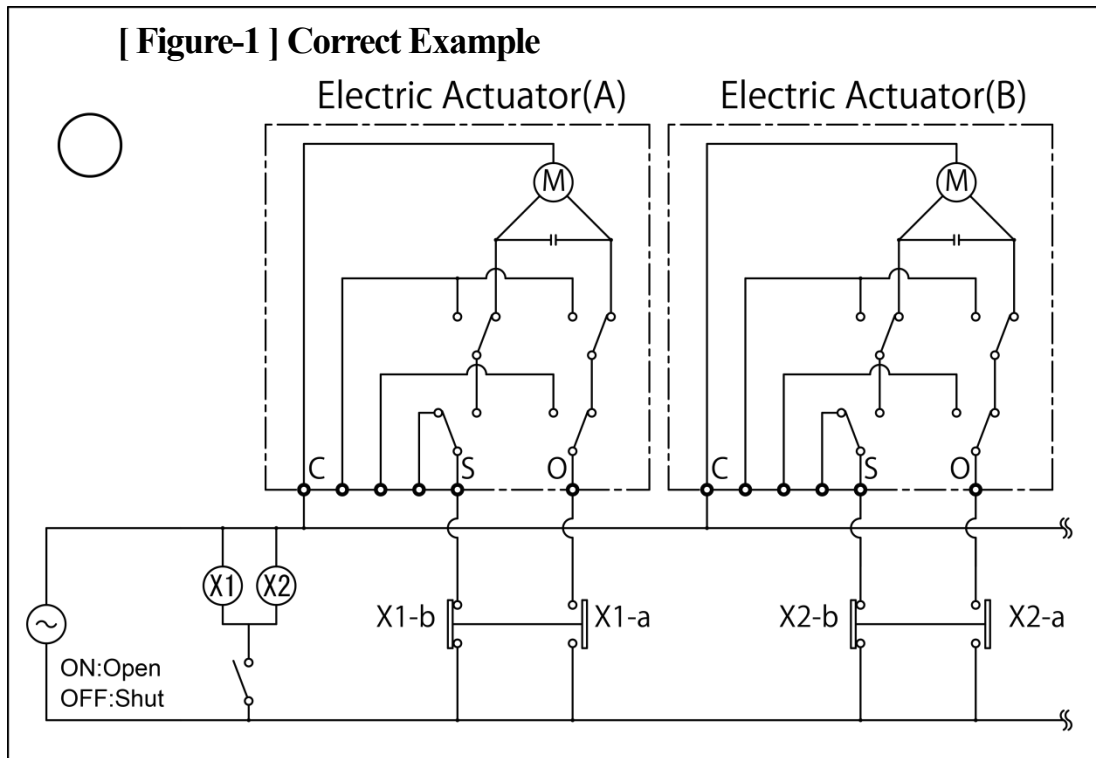 [ Figure-1 ] Correct Example
Electric Actuator(A)
Electric Actuator(B)
M
M
C
S
O
C
S
O
X1
X2
X1-b
X1-a
X2-b
X2-a
~
ON:Open
OFF:Shut